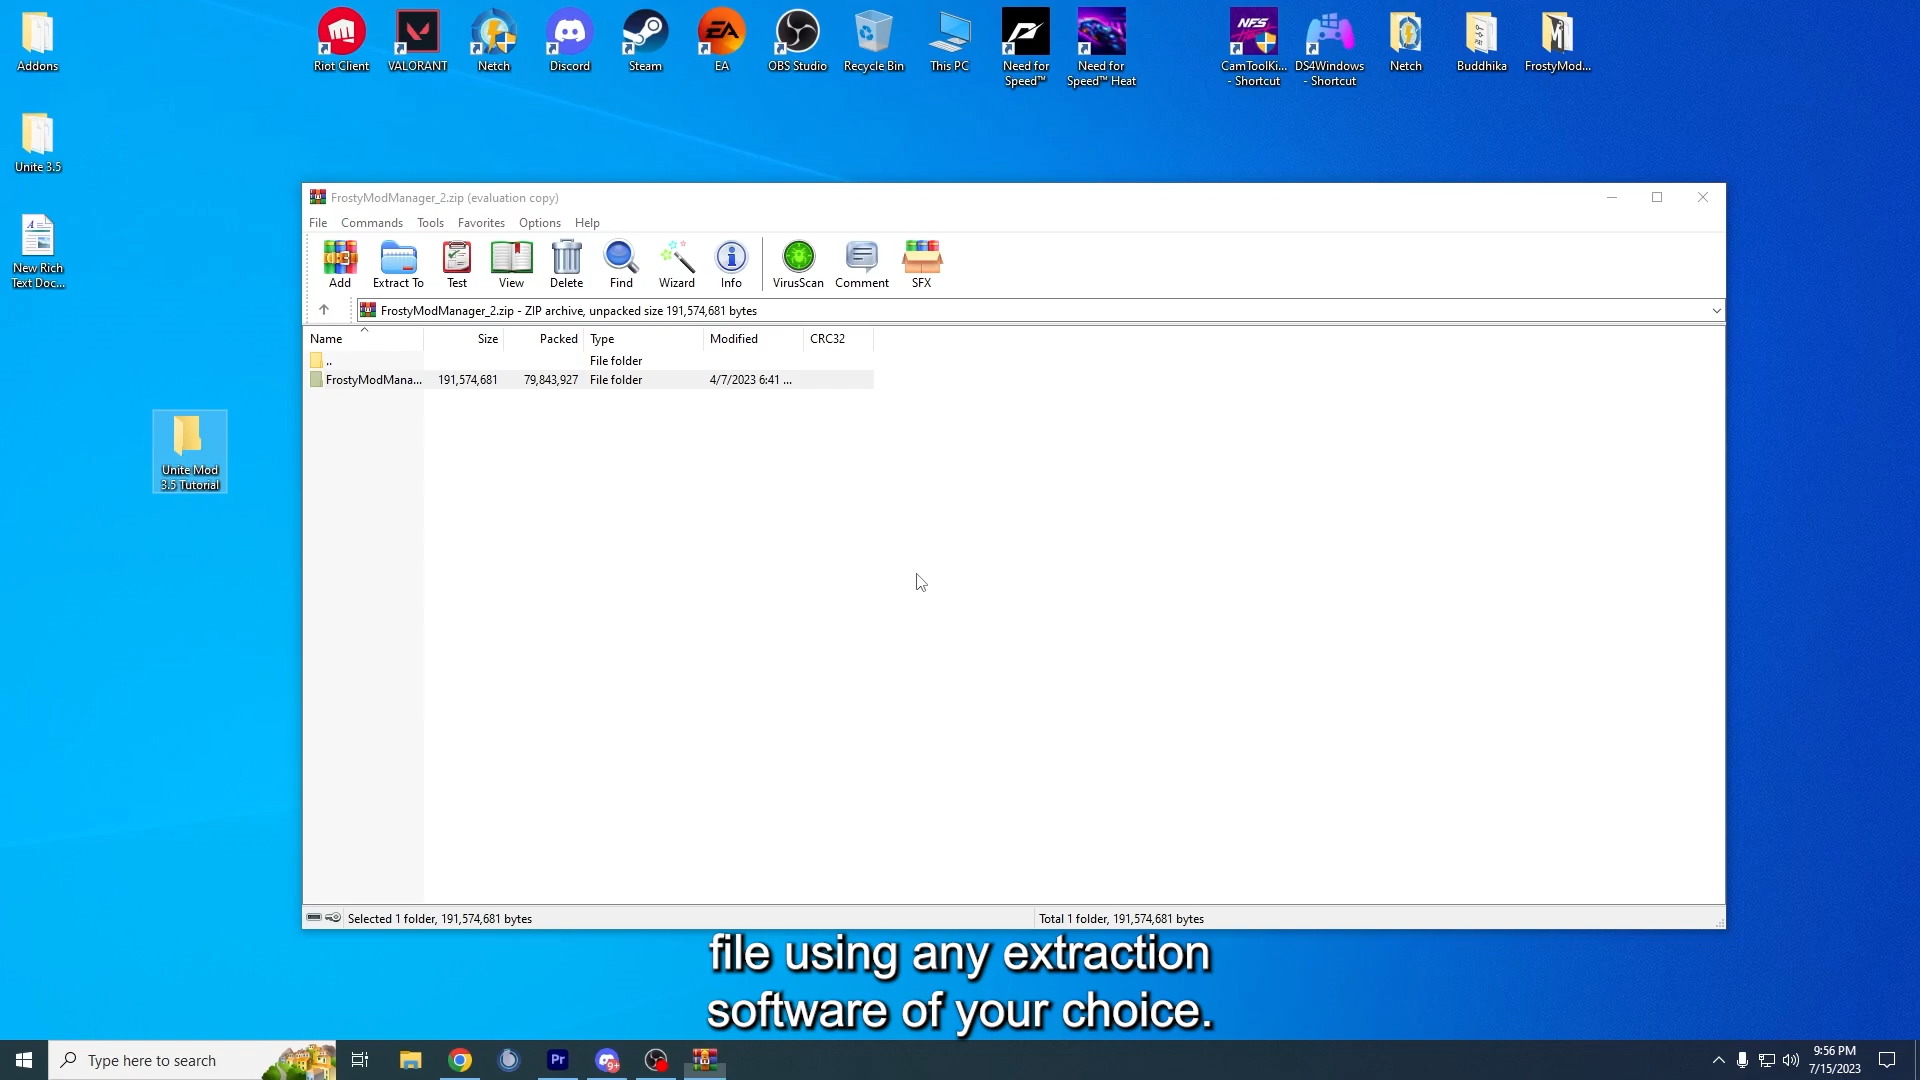 Addons
Riot Client
VALORANT
Netch
Discord
Steam
EA
OBS Studio
Recycle Bin
This PC
Need for
Speed™
Need for
Speed™ Heat
CamToolKi...
- Shortcut
DS4Windows
- Shortcut
Netch
Buddhika
FrostyMod...
Unite 3.5
New Rich
Text Doc...
Unite Mod
3.5 Tutorial
FrostyModManager_2.zip (evaluation copy)
File Commands Tools Favorites Options Help
Add Extract To Test View Delete Find Wizard Info VirusScan Comment SFX
FrostyModManager_2.zip - ZIP archive, unpacked size 191,574,681 bytes
Name Size Packed Type Modified CRC32
.. File folder
FrostyModMana... 191,574,681 79,843,927 File folder 4/7/2023 6:41 ...
Selected 1 folder, 191,574,681 bytes
Total 1 folder, 191,574,681 bytes
file using any extraction
software of your choice.
Type here to search
Pr
9+
9:56 PM
7/15/2023